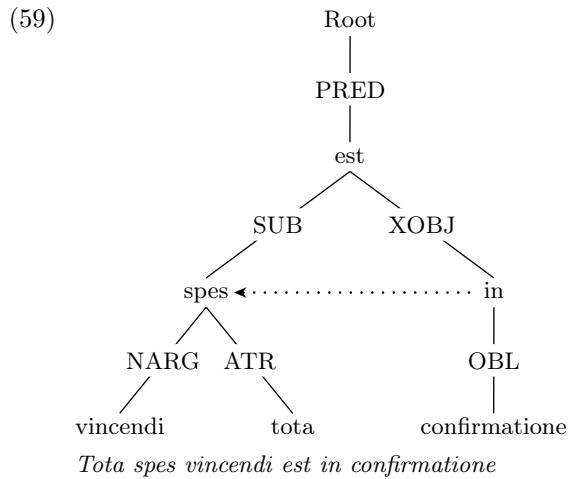 (59)
Root
PRED
est
SUB XOBJ
spes in
NARG ATR OBL
vincendi tota confirmatione
Tota spes vincendi est in confirmatione